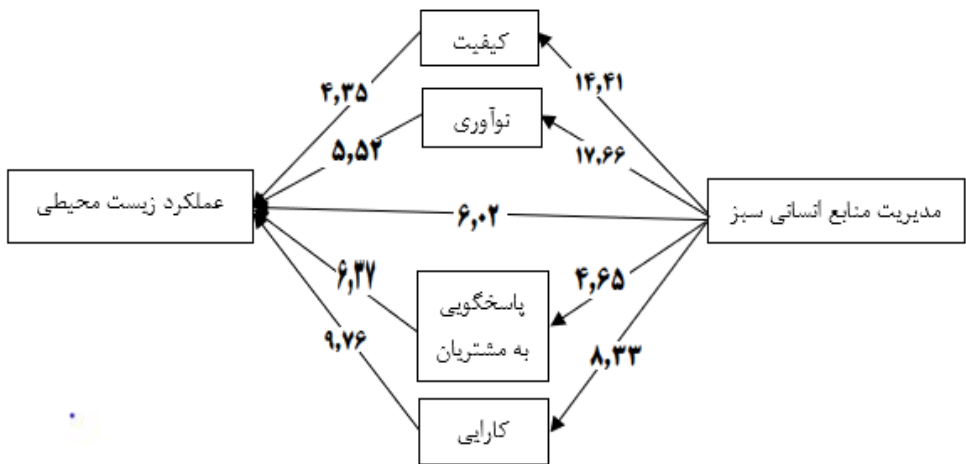 کیفیت
۱۴,۴۱
۴,۳۵
نوآوری
۱۷.۶۶
۵,۵۲
مدیریت منابع انسانی سبز
۶,۰۲
عملکرد زیست محیطی
۴,۶۵
۶,۳۷
پاسخگویی
به مشتریان
۸,۳۳
۹,۷۶
کارایی